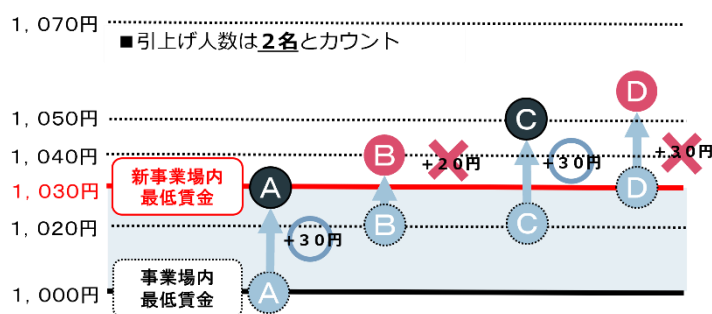 1,070円
■引上げ人数は２名とカウント
1,050円
C
D
1,040円
B
+20円
+30円
+30円
新事業場内
最低賃金
1,030円
A
D
1,020円
B
C
+30円
事業場内
最低賃金
1,000円
A